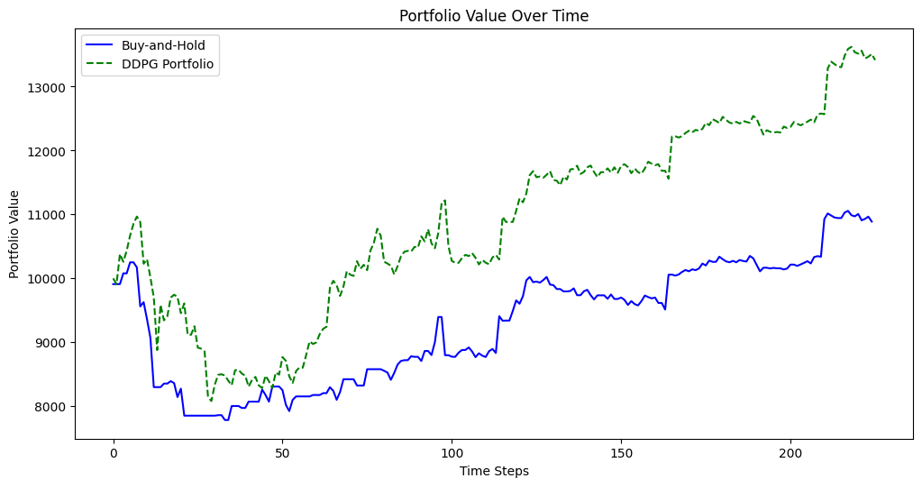 Portfolio Value Over Time
Buy-and-Hold
DDPG Portfolio
Portfolio Value
13000
12000
11000
10000
9000
8000
0 50 100 150 200
Time Steps